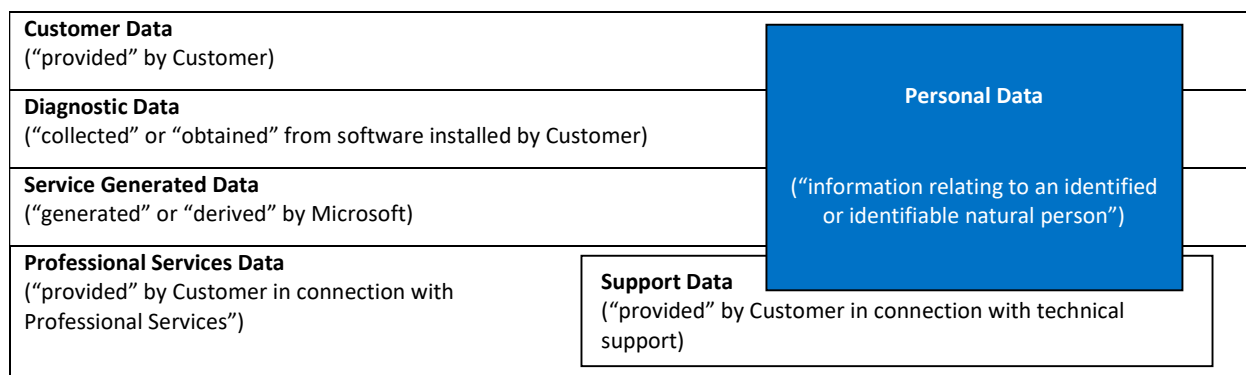 Customer Data
(“provided” by Customer)
Diagnostic Data
(“collected” or “obtained” from software installed by Customer)
Service Generated Data
(“generated” or “derived” by Microsoft)
Professional Services Data
(“provided” by Customer in connection with
Professional Services”)
Support Data
(“provided” by Customer in connection with technical
support)
Personal Data
(“information relating to an identified
or identifiable natural person”)